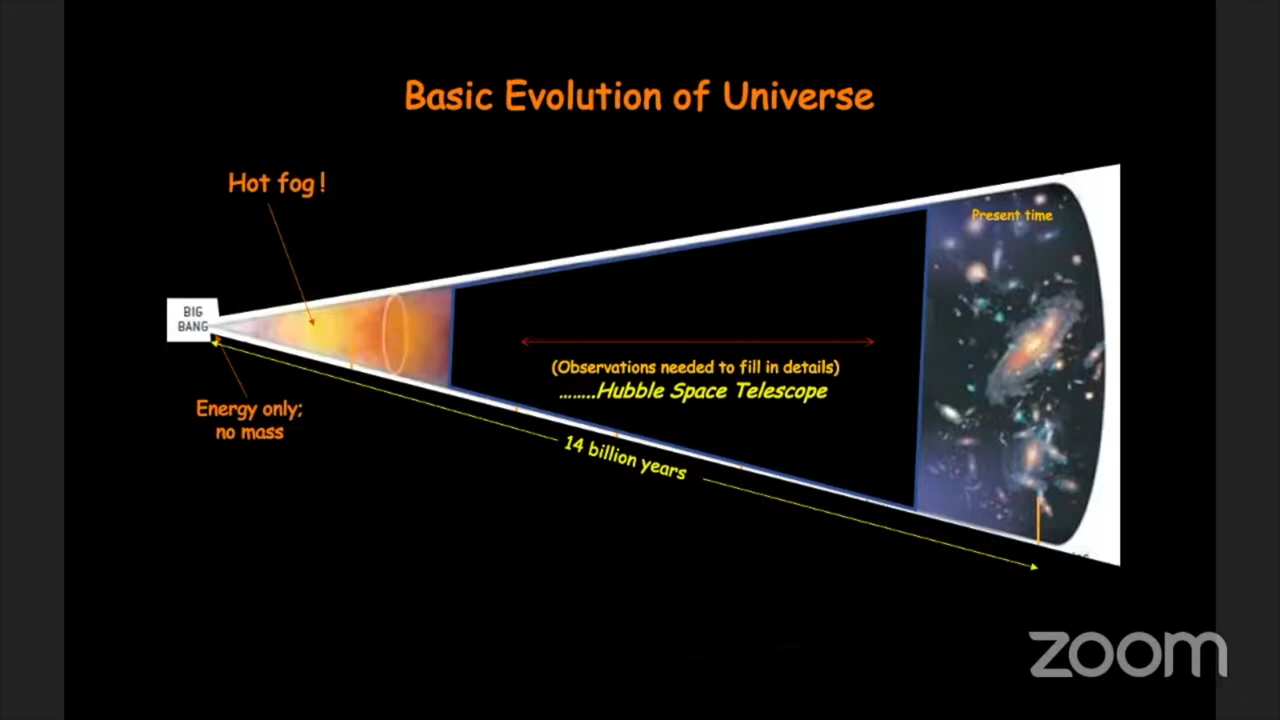 Basic Evolution of Universe
Hot fog!
Present time
BIG
BANG
(Observations needed to fill in details)
........Hubble Space Telescope
Energy only;
no mass
14 billion years
zoom